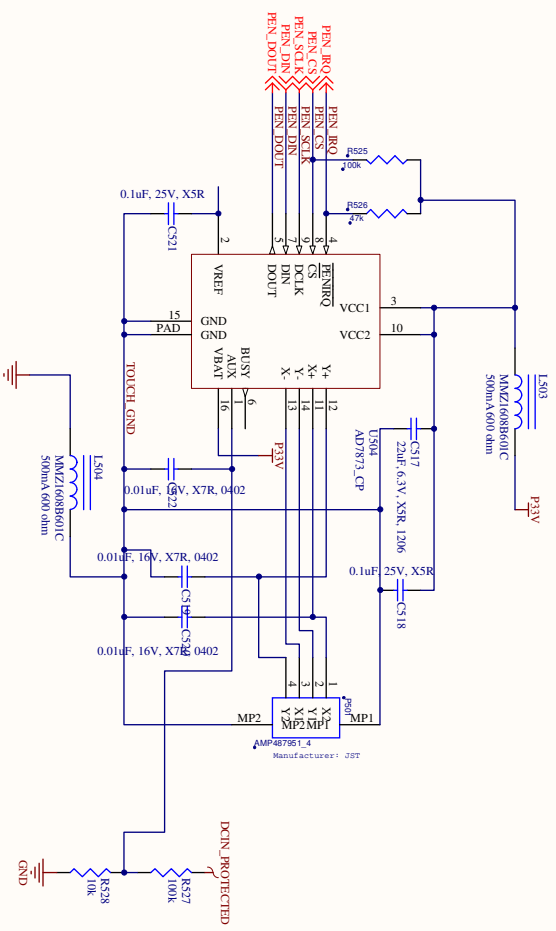 PEN_IRQ
PEN_CS
PEN_SCLK
PEN_DIN
PEN_DOUT
PEN_IRQ
PEN_CS
PEN_SCLK
PEN_DIN
PEN_DOUT
R525
100k
R526
47k
0.1uF, 25V, X5R
C521
2
5
6
7
9
8
4
VREF
DOUT
DIN
DCLK
CS
PENIRQ
VCC1
3
VCC2
10
15
GND
PAD
GND
VBAT
AUX
BUSY
X-
Y-
X+
Y+
16
1
13
14
11
12
TOUCH_GND
U504
AD7873_CP
P33V
L503
MMZ1608B601C
500mA 600 ohm
P33V
C517
22uF, 6.3V, X5R, 1206
L504
MMZ1608B601C
500mA 600 ohm
C522
0.01uF, 16V, X7R, 0402
0.01uF, 16V, X7R, 0402
C519
0.1uF, 25V, X5R
C518
C520
0.01uF, 16V, X7R, 0402
4
3
2
1
Y2
X1
Y1
X2
MP2
MP1
MP2
MP1
P501
AMP487951_4
Manufacturer: JST
DCIN_PROTECTED
R527
100k
R528
10k
GND